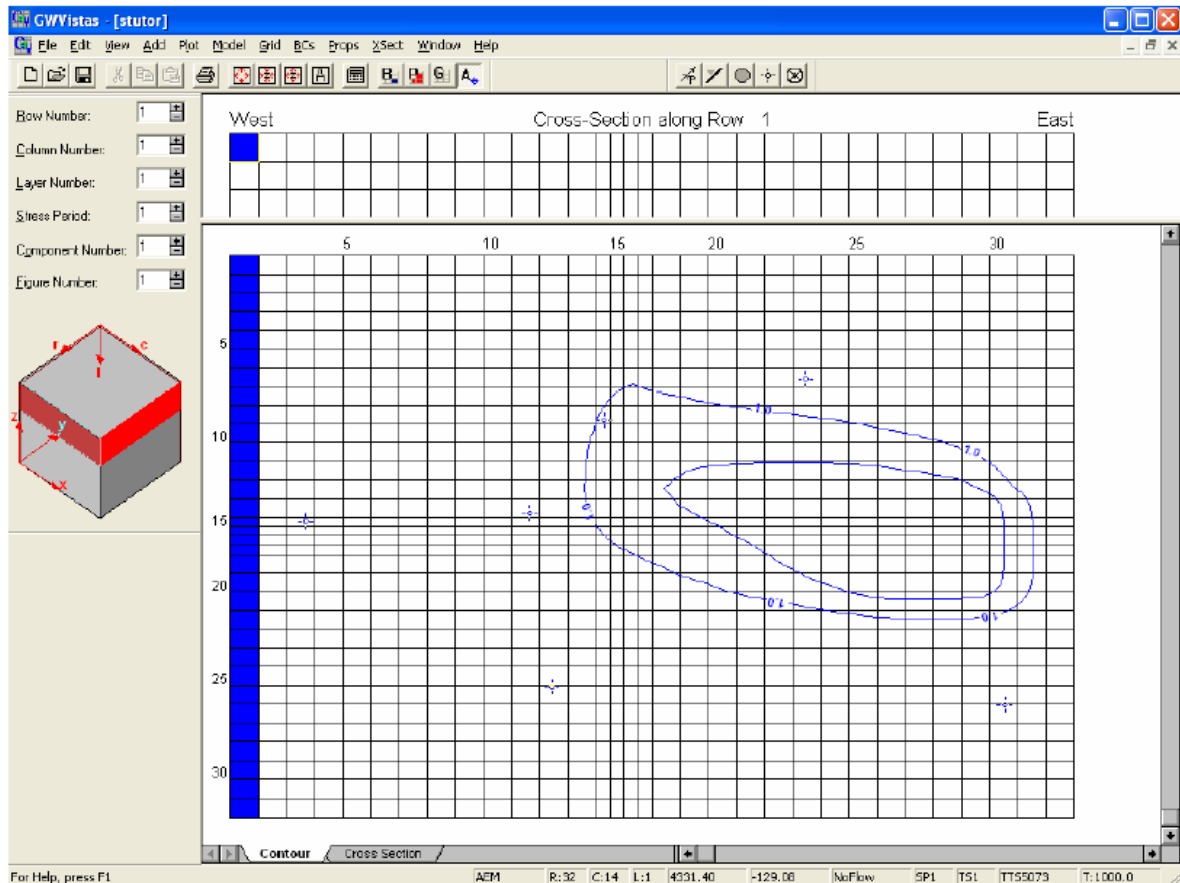 GWVistas - [stutor]
File Edit View Add Plot Model Grid BCs Props XSect Window Help
Row Number: 1
Column Number: 1
Layer Number: 1
Stress Period: 1
Component Number: 1
Figure Number: 1
r c
l
z y
x
West Cross-Section along Row 1 East
5 10 15 20 25 30
5
10
15
20
25
30
1.0
1.0
1.0
1.0
1.0
Contour Cross Section
For Help, press F1 AEM R:32 C:14 L:1 4331.40 -129.08 NoFlow SP1 TS1 TTS5073 T:1000.0